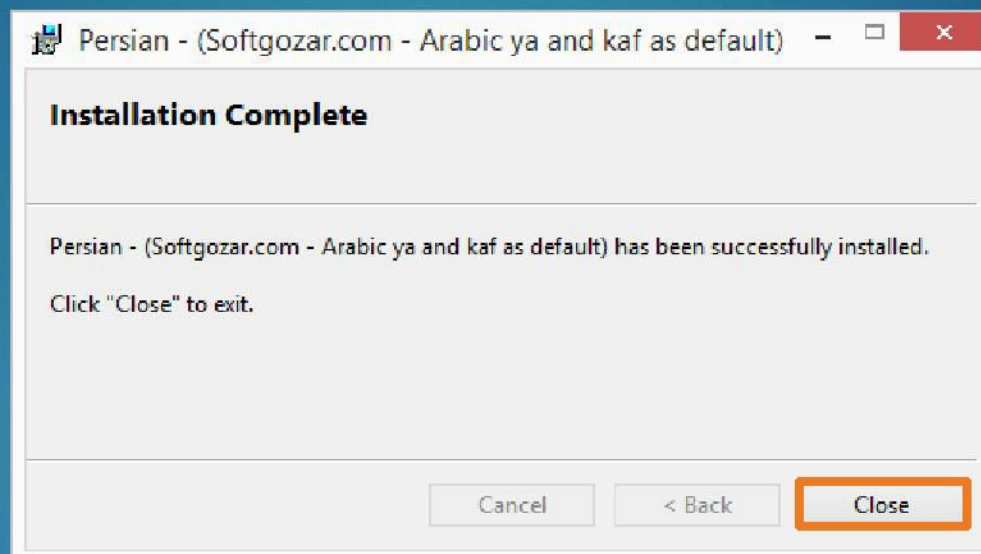 Persian - (Softgozar.com - Arabic ya and kaf as default)
Installation Complete
Persian - (Softgozar.com - Arabic ya and kaf as default) has been successfully installed.
Click "Close" to exit.
Cancel
< Back
Close